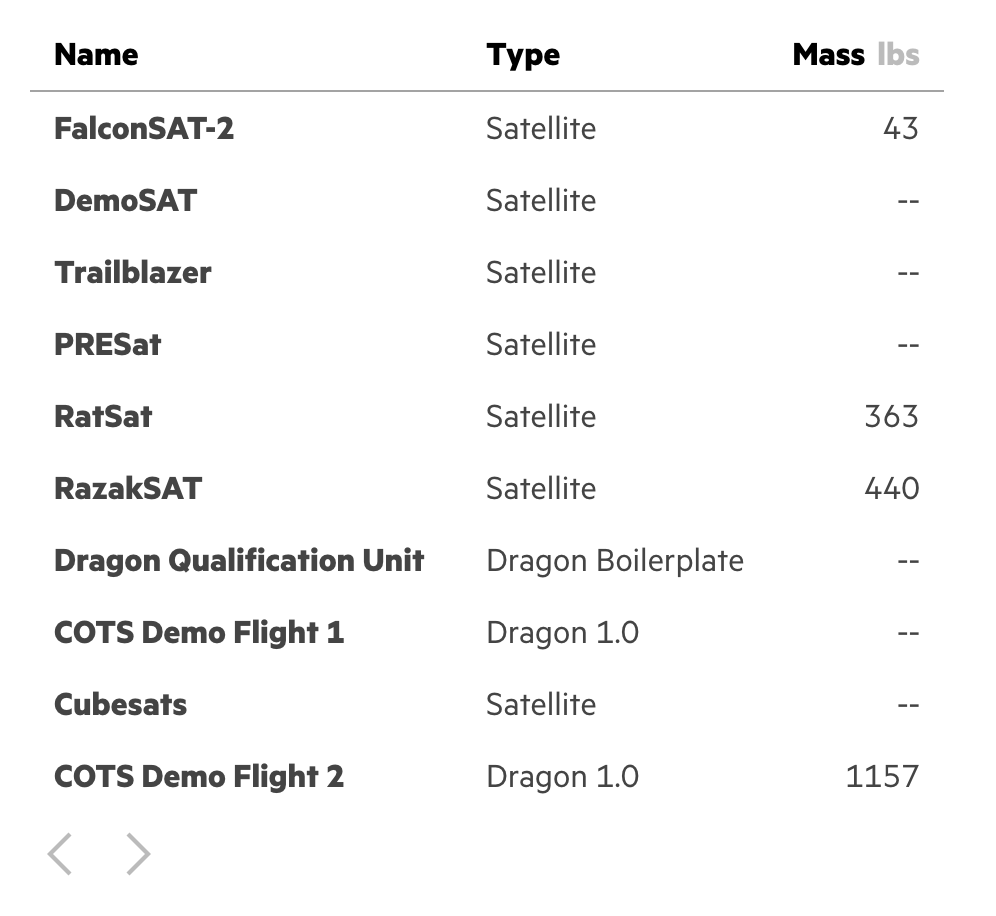 Name Type Mass lbs
FalconSAT-2 Satellite 43
DemoSAT Satellite --
Trailblazer Satellite --
PRESat Satellite --
RatSat Satellite 363
RazakSAT Satellite 440
Dragon Qualification Unit Dragon Boilerplate --
COTS Demo Flight 1 Dragon 1.0 --
Cubesats Satellite --
COTS Demo Flight 2 Dragon 1.0 1157